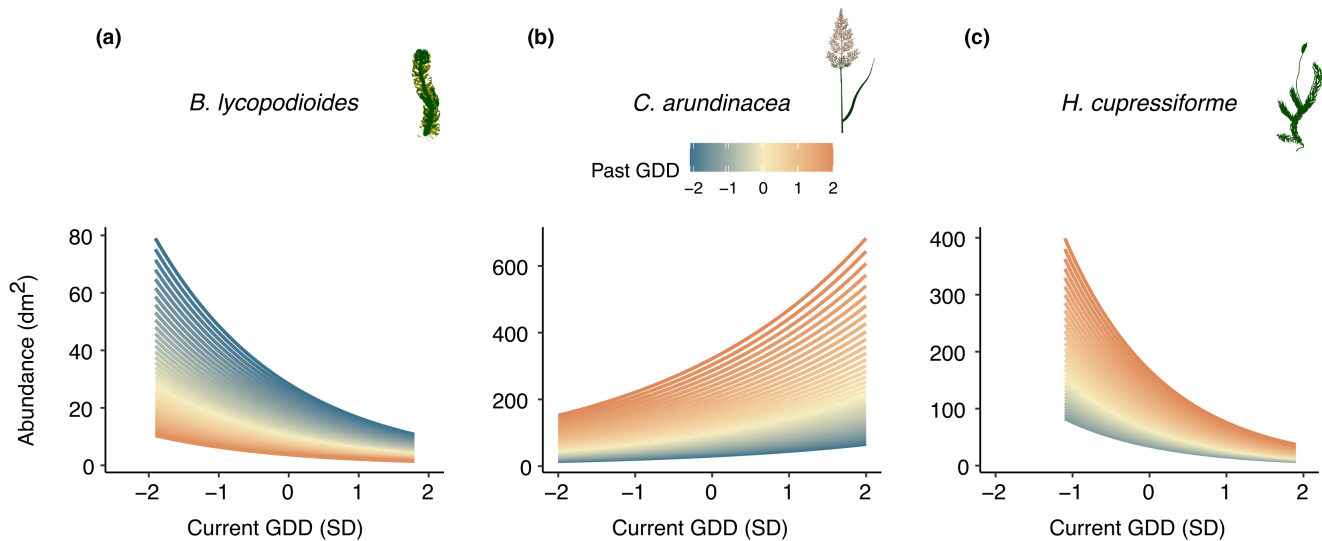 (a)
(b)
(c)
B. lycopodioides
C. arundinacea
H. cupressiforme
Past GDD
−2 −1 0 1 2
Abundance (dm2)
80
60
40
20
0
−2 −1 0 1 2
Current GDD (SD)
600
400
200
0
−2 −1 0 1 2
Current GDD (SD)
400
300
200
100
0
−2 −1 0 1 2
Current GDD (SD)